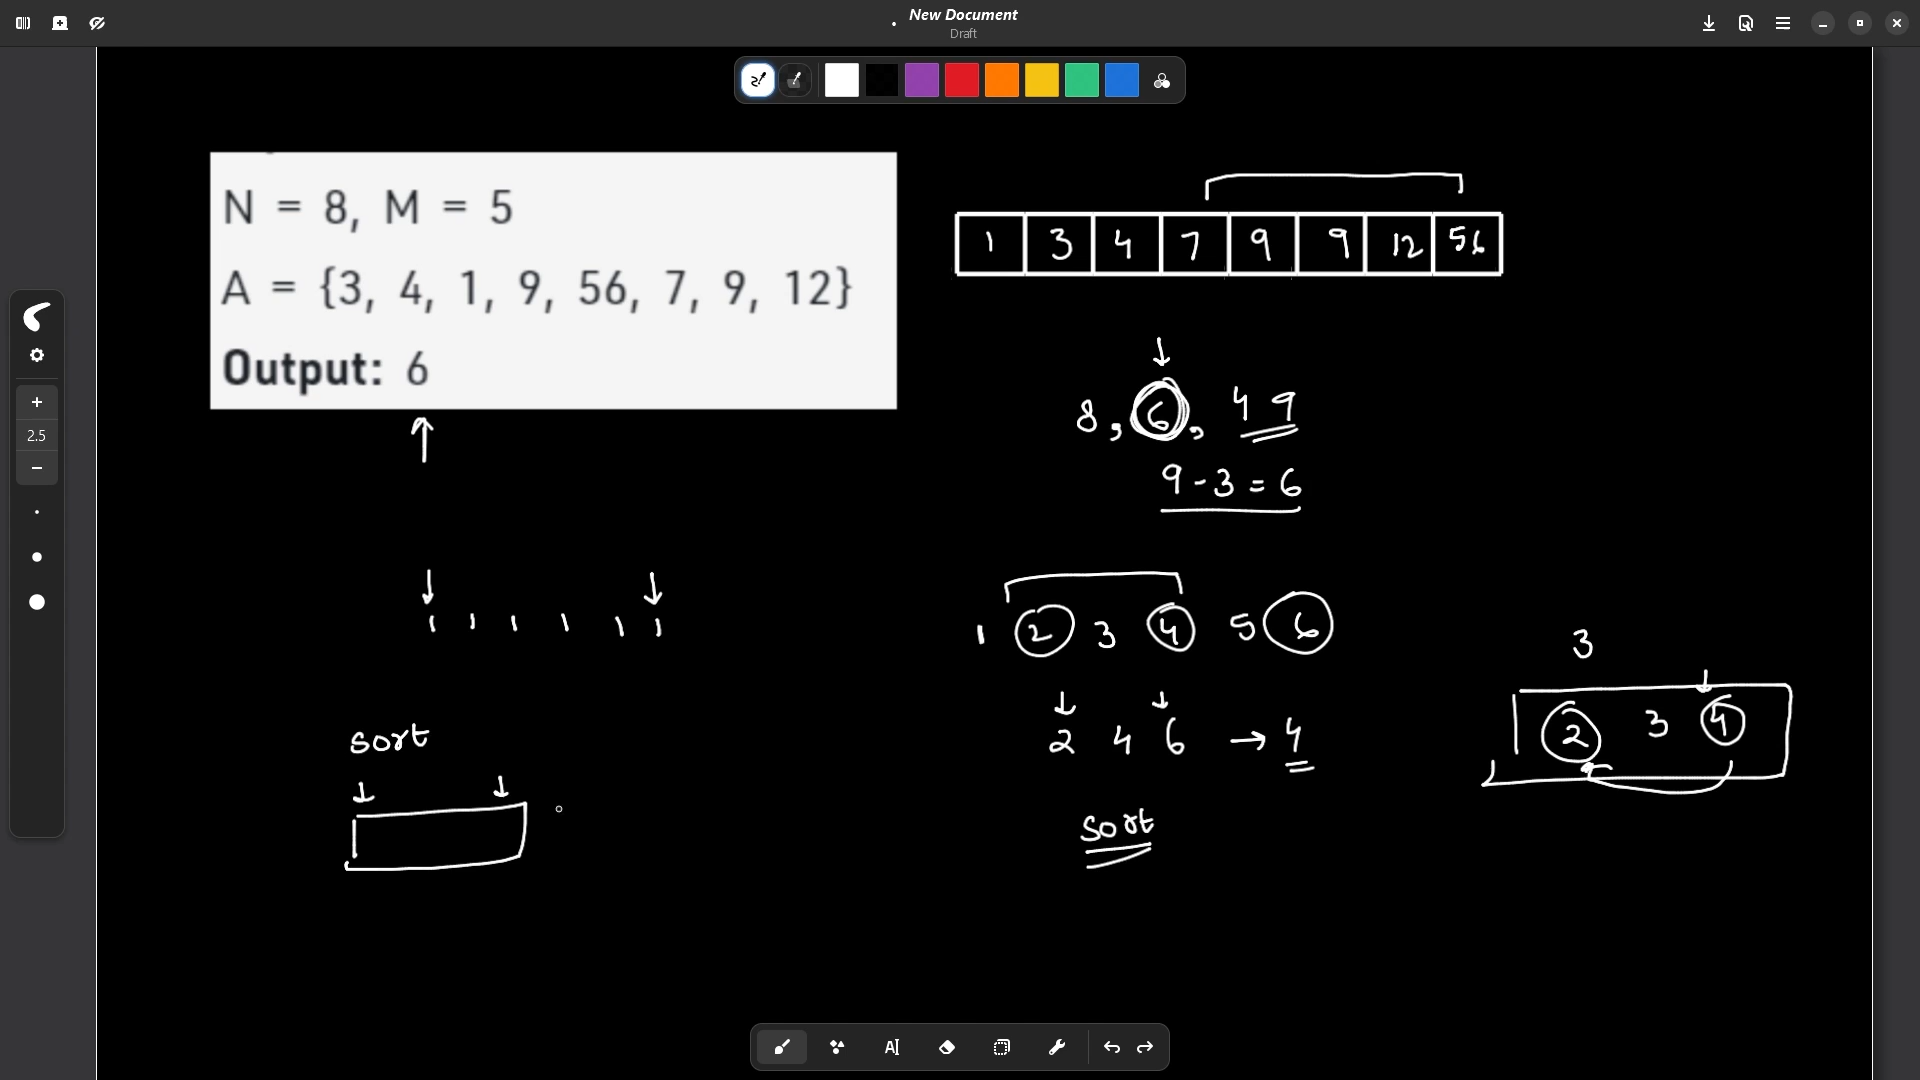 New Document
Draft
N = 8, M = 5
A = {3, 4, 1, 9, 56, 7, 9, 12}
Output: 6
1 3 4 7 9 9 12 56
8, 6, 49
9 - 3 = 6
2.5
1 2 3 4 5 6
3
2 3 4
sort
2 4 6 → 4
sort